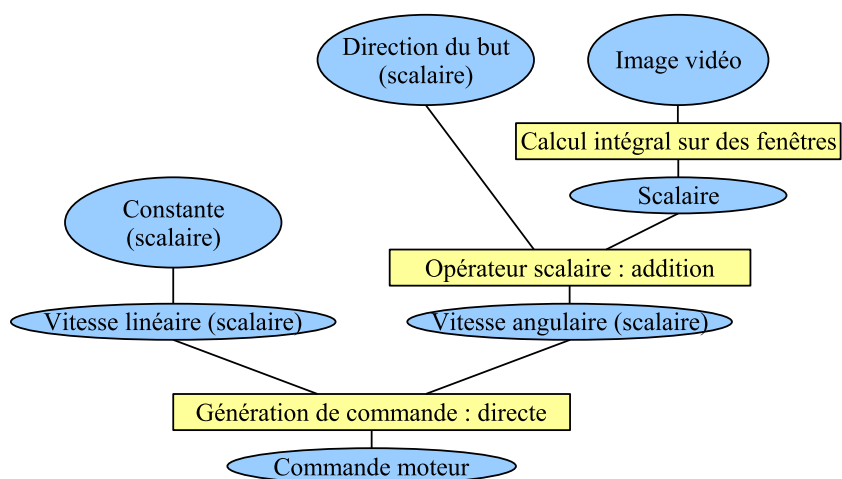 Direction du but
(scalaire)
Image vidéo
Calcul intégral sur des fenêtres
Scalaire
Constante
(scalaire)
Opérateur scalaire : addition
Vitesse linéaire (scalaire)
Vitesse angulaire (scalaire)
Génération de commande : directe
Commande moteur